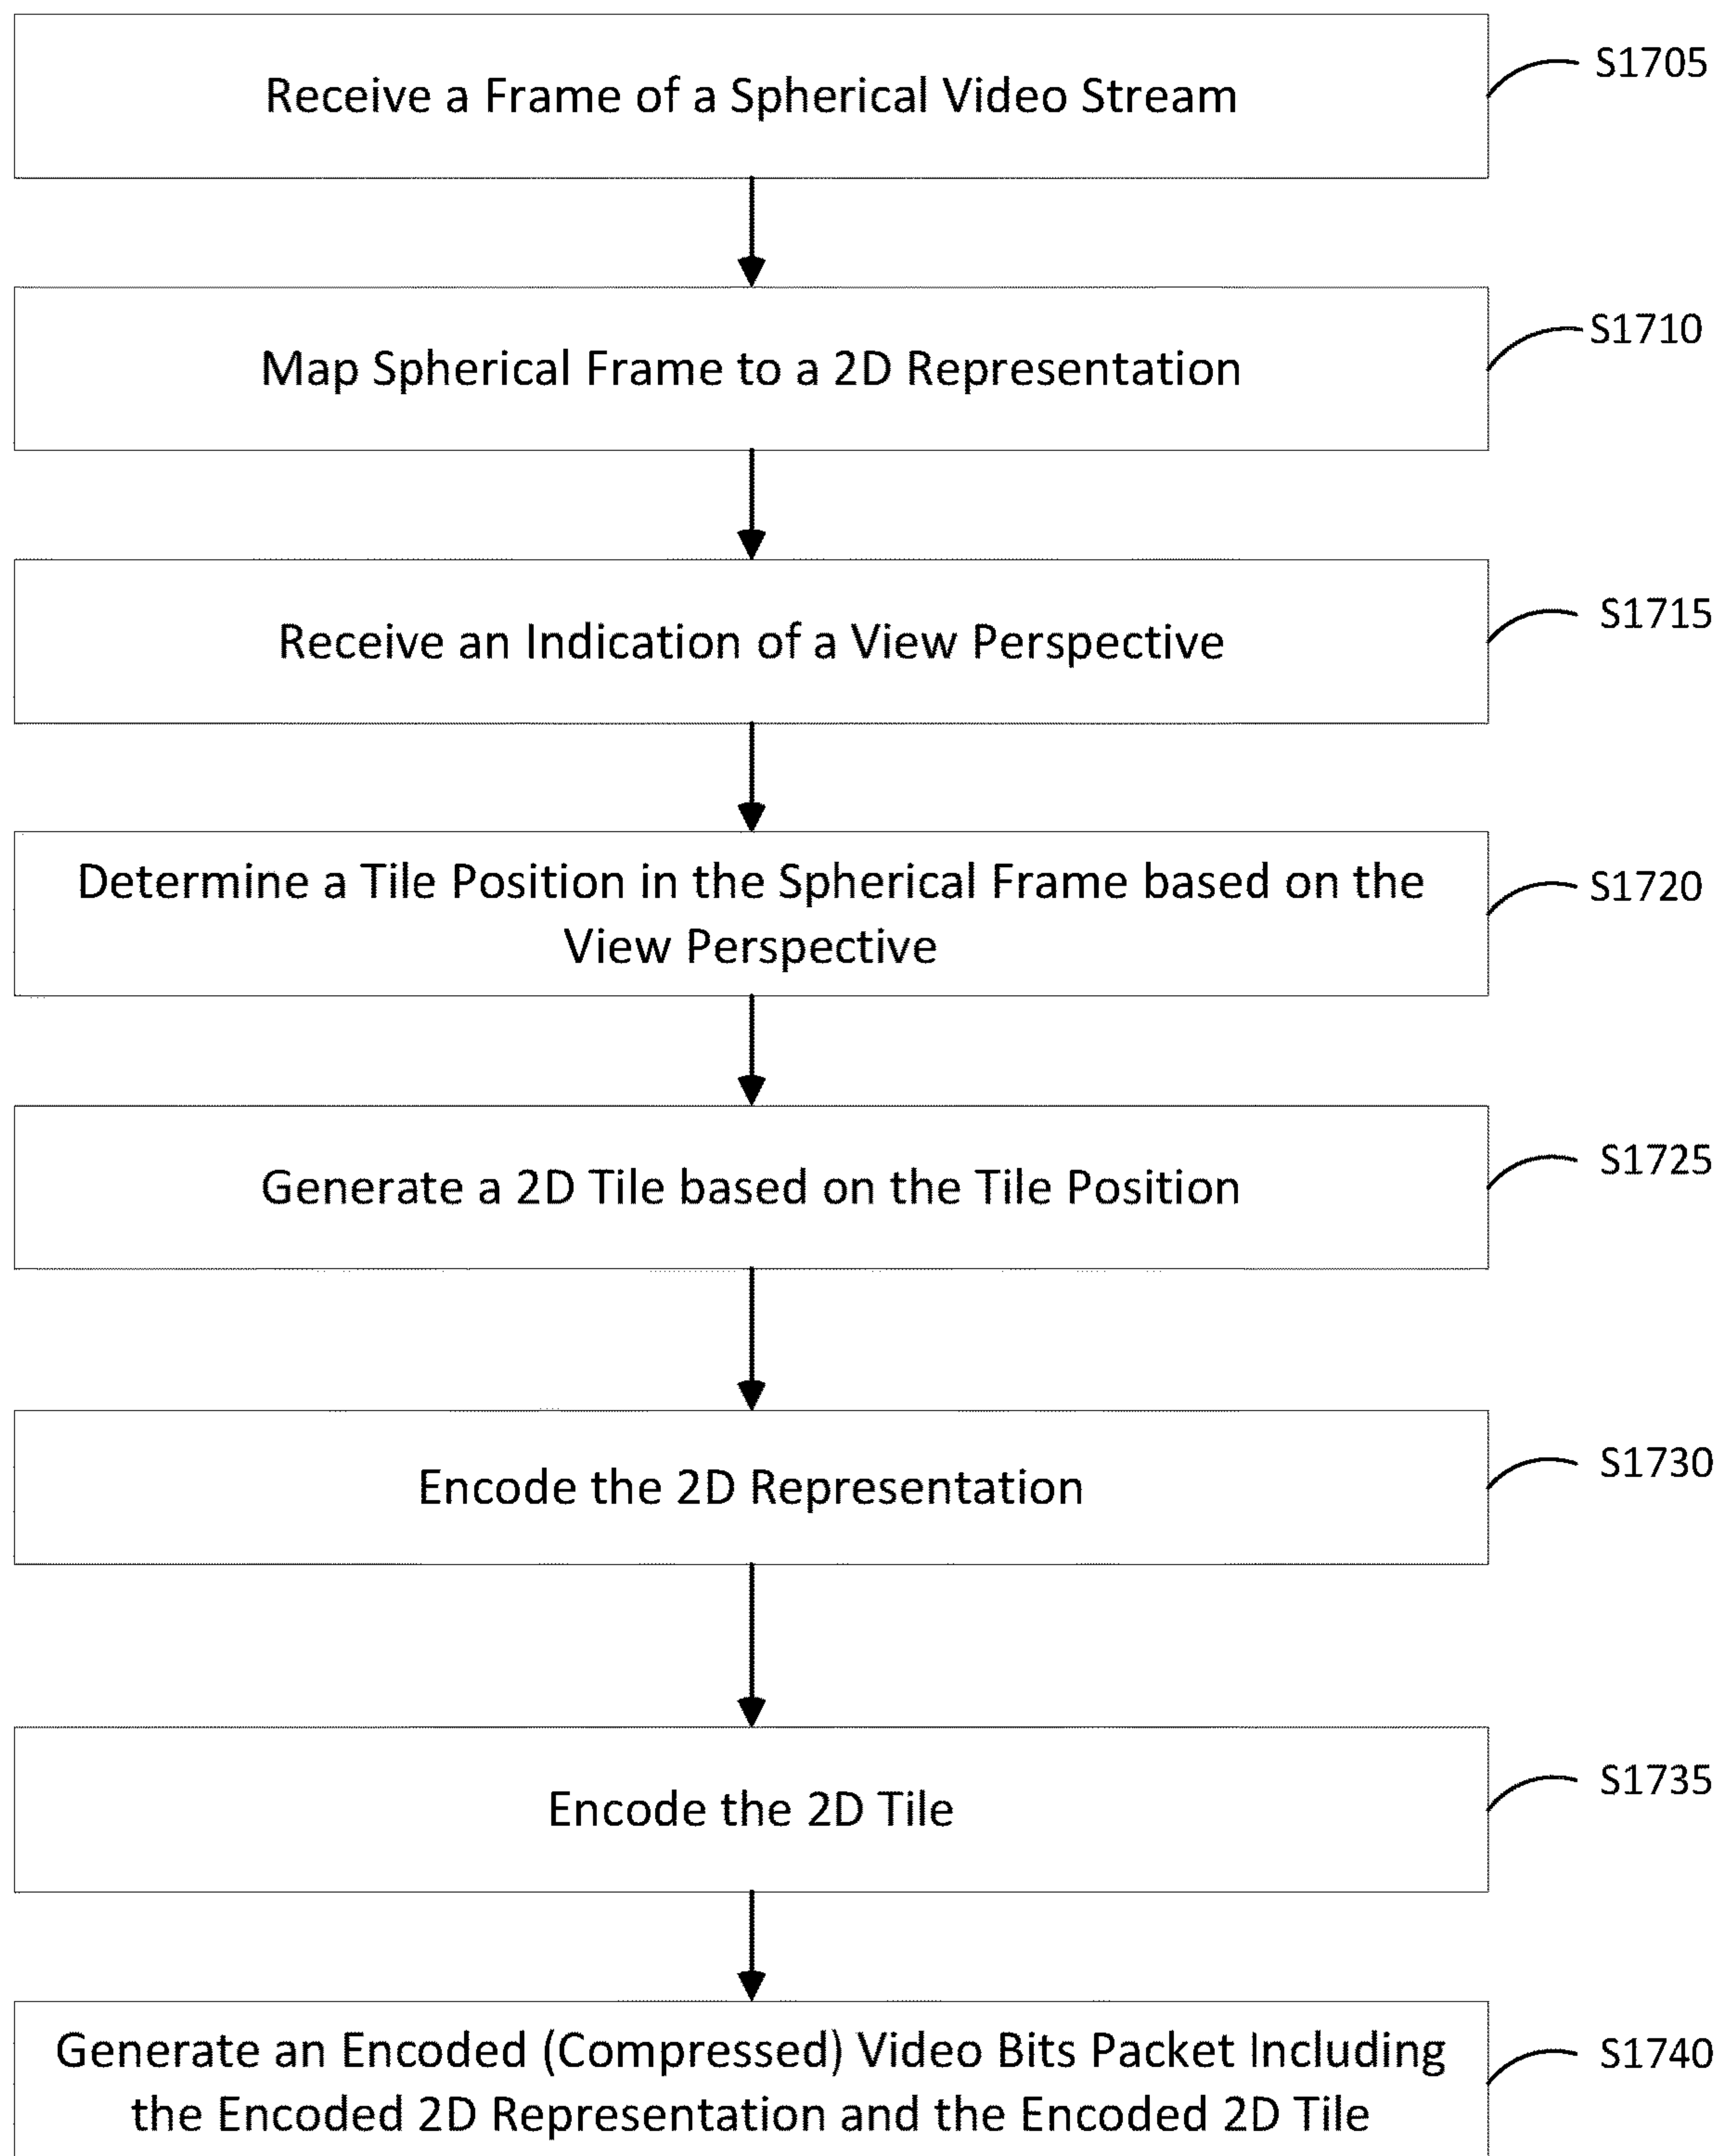 Receive a Frame of a Spherical Video Stream
S1705
Map Spherical Frame to a 2D Representation
S1710
Receive an Indication of a View Perspective
S1715
Determine a Tile Position in the Spherical Frame based on the
View Perspective
S1720
Generate a 2D Tile based on the Tile Position
S1725
Encode the 2D Representation
S1730
Encode the 2D Tile
S1735
Generate an Encoded (Compressed) Video Bits Packet Including
the Encoded 2D Representation and the Encoded 2D Tile
S1740